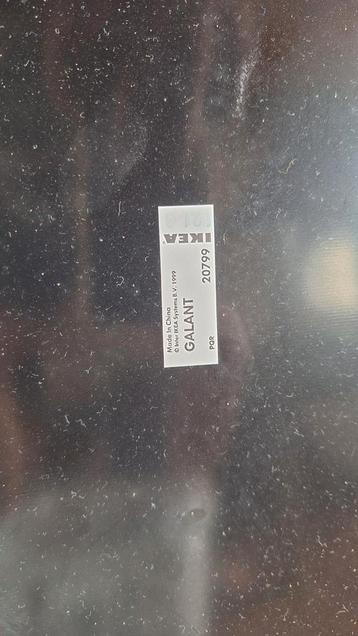 Made in China
© Inter IKEA Systems B.V. 1999
GALANT
IKEA
20799
PQR